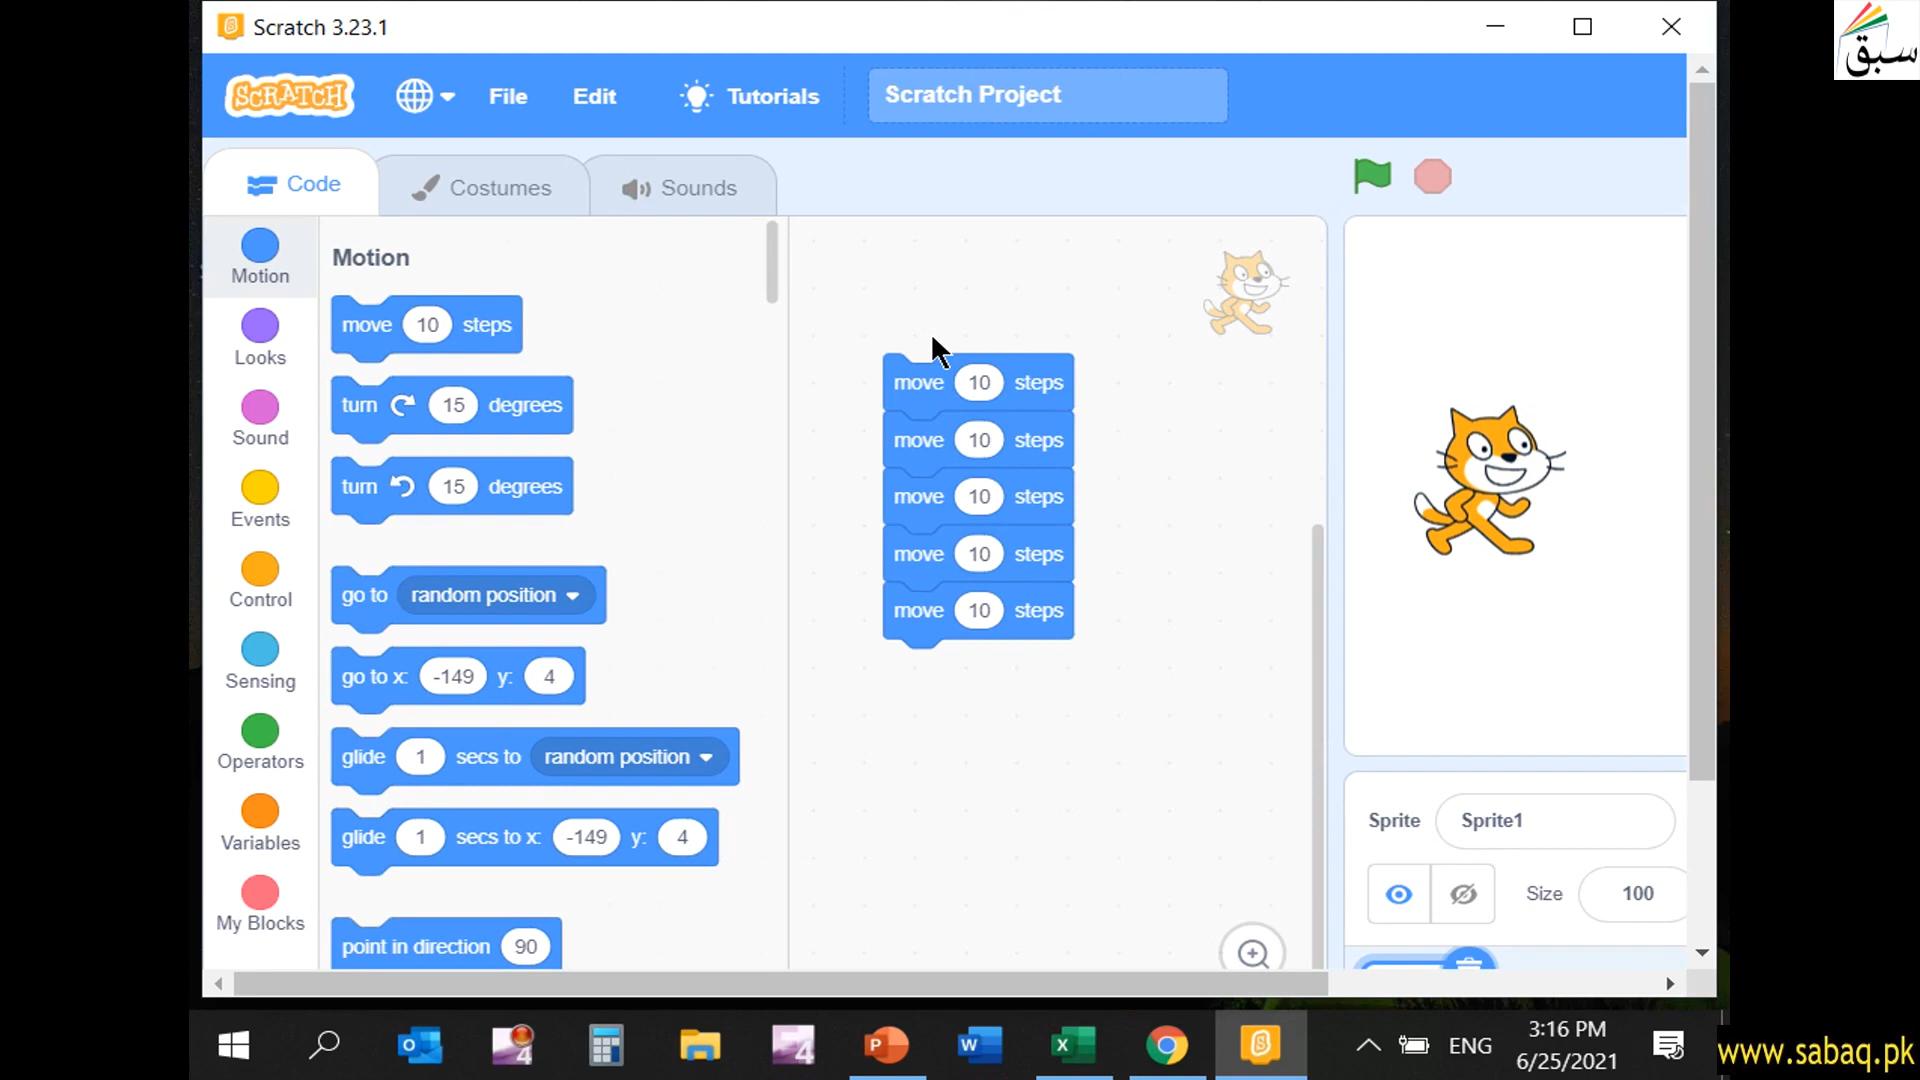 Scratch 3.23.1
سبق
SCRATCH
File
Edit
Tutorials
Scratch Project
Code
Costumes
Sounds
Motion
Looks
Sound
Events
Control
Sensing
Operators
Variables
My Blocks
Motion
move 10 steps
turn 15 degrees
turn 15 degrees
go to random position
go to x: -149 y: 4
glide 1 secs to random position
glide 1 secs to x: -149 y: 4
point in direction 90
move 10 steps
move 10 steps
move 10 steps
move 10 steps
move 10 steps
Sprite Sprite1
Size 100
O
4
4
P
W
X
ENG
3:16 PM
6/25/2021
www.sabaq.pk